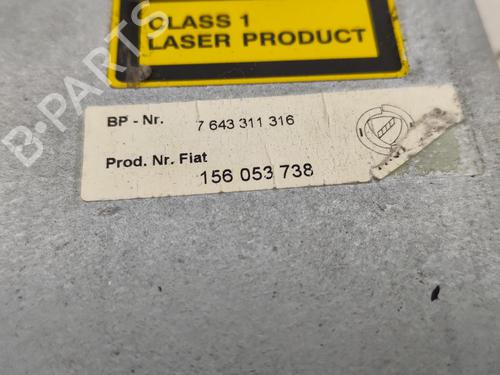 CLASS 1
LASER PRODUCT
BP - Nr. 7 643 311 316
Prod. Nr. Fiat 156 053 738
B-PARTS